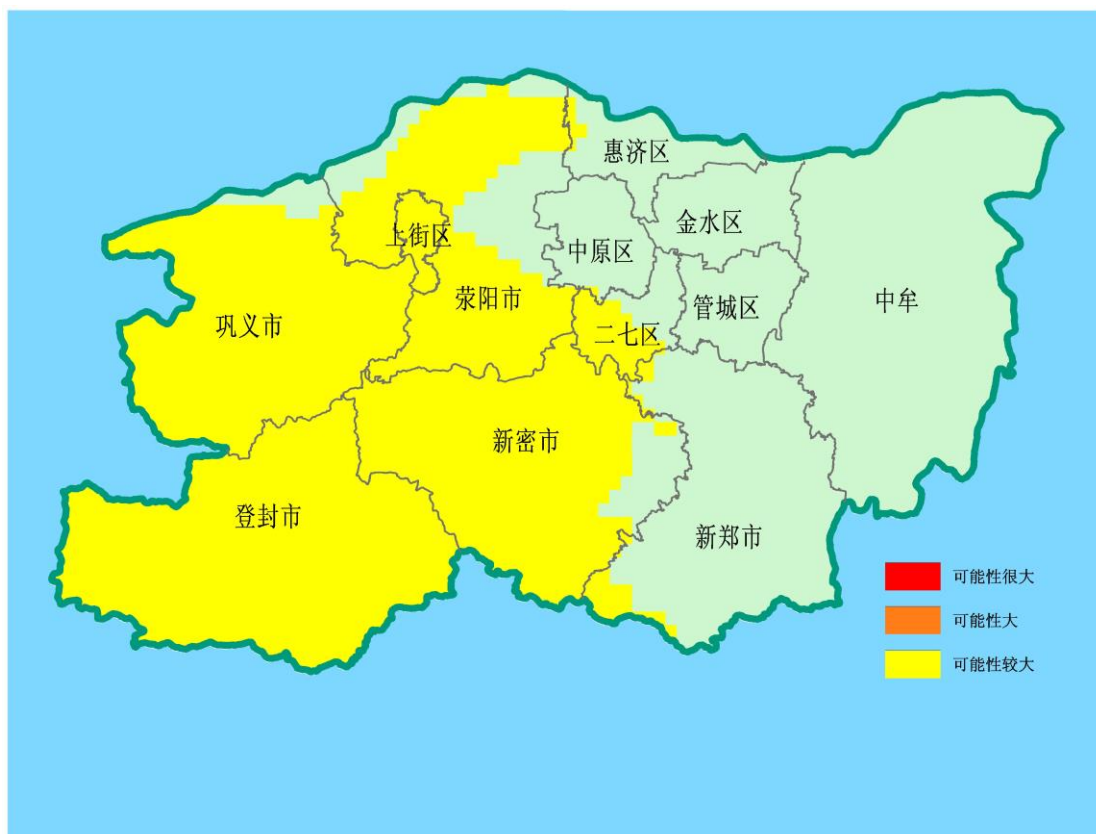 惠济区
金水区
上街区
中原区
荥阳市
管城区
中牟
巩义市
二七区
新密市
登封市
新郑市
可能性很大
可能性大
可能性较大